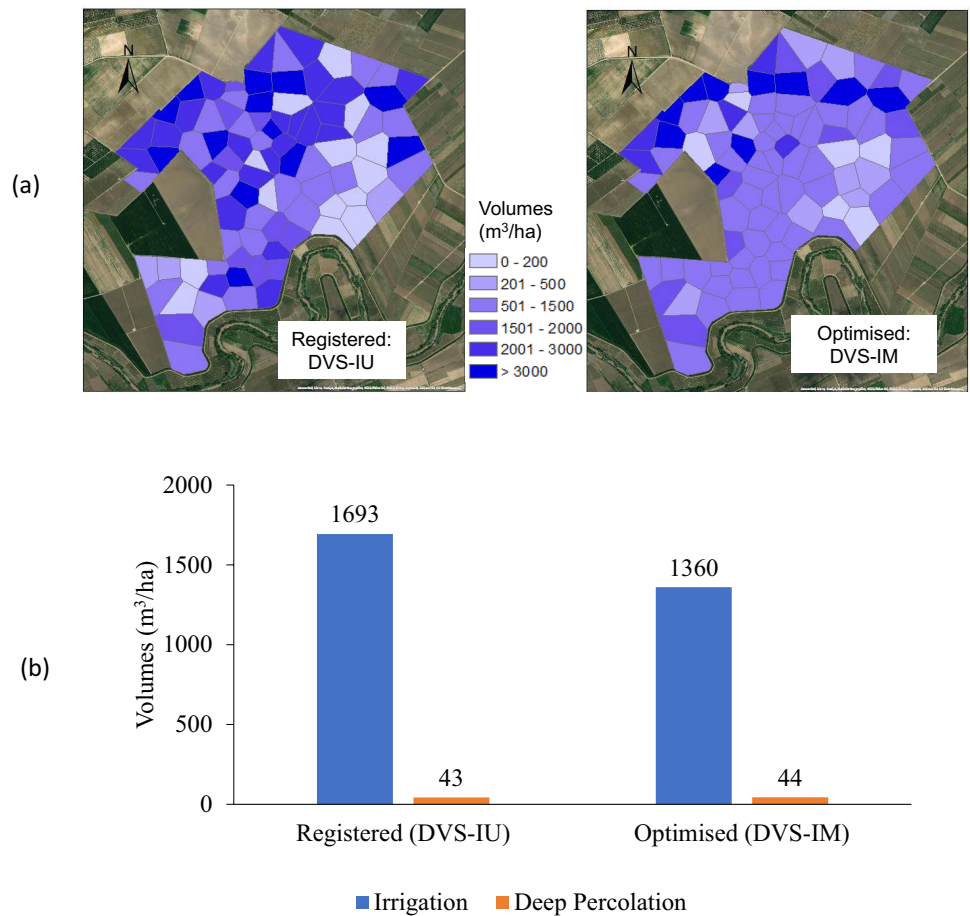 (a)
N
Registered:
DVS-IU
Volumes
(m³/ha)
0 - 200
201 - 500
501 - 1500
1501 - 2000
2001 - 3000
> 3000
N
Optimised:
DVS-IM
(b)
Volumes (m³/ha)
2000
1500
1000
500
0
1693
43
1360
44
Registered (DVS-IU)
Optimised (DVS-IM)
Irrigation
Deep Percolation